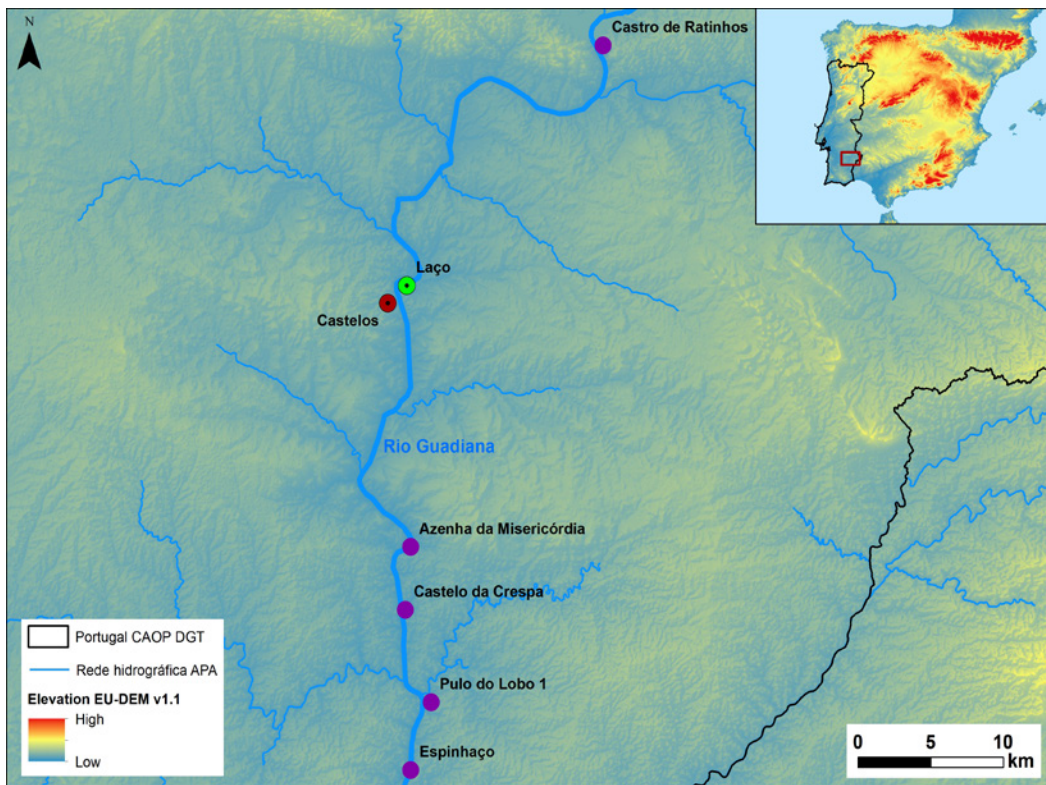 N
Castro de Ratinhos
Laço
Castelos
Rio Guadiana
Azenha da Misericórdia
Castelo da Crespa
Pulo do Lobo 1
Espinhaço
Portugal CAOP DGT
Rede hidrográfica APA
Elevation EU-DEM v1.1
High
Low
0 5 10
km